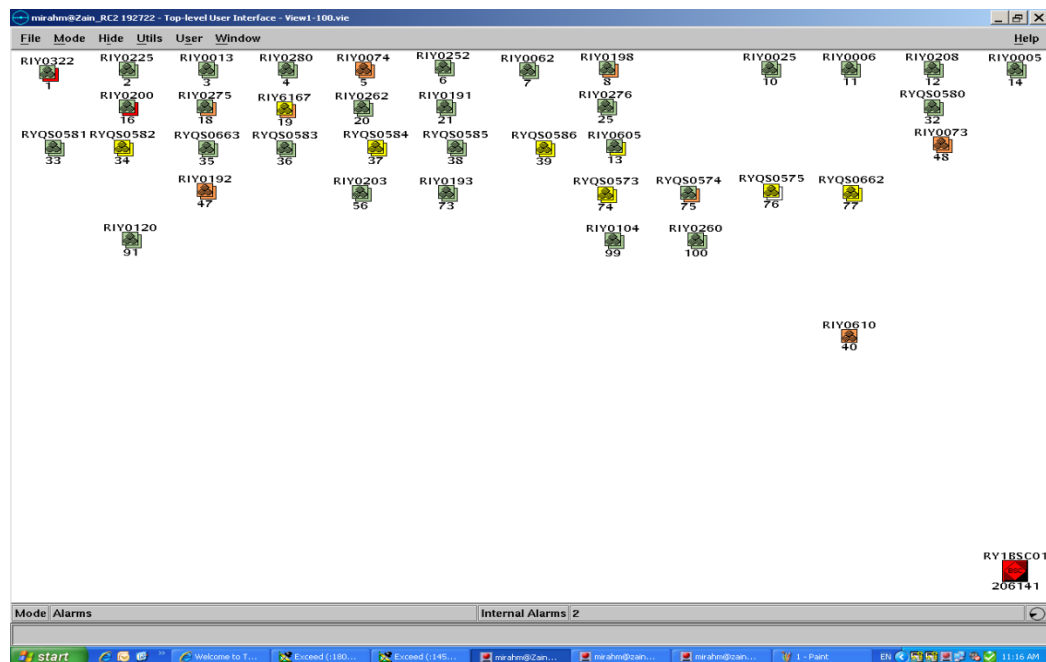 mirahm@Zain_RC2 192722 - Top-level User Interface - View1-100.vie
File Mode Hide Utils User Window Help
RIY0322 RIY0225 RIY0013 RIY0280 RIY0074 RIY0252 RIY0062 RIY0198 RIY0025 RIY0006 RIY0208 RIY0005
1 2 3 4 5 6 7 8 10 11 12 14
RIY0200 RIY0275 RIY6167 RIY0262 RIY0191 RIY0276 RYQS0580
16 18 19 20 21 25 32
RYQS0581 RYQS0582 RYQS0663 RYQS0583 RYQS0584 RYQS0585 RYQS0586 RIY0605 RIY0073
33 34 35 36 37 38 39 13 48
RIY0192 RIY0203 RIY0193 RYQS0573 RYQS0574 RYQS0575 RYQS0662
47 56 73 74 75 76 77
RIY0120 RIY0104 RIY0260
91 99 100
RIY0610
40
RY1BSC01
BSC
206141
Mode Alarms Internal Alarms 2
start Welcome to T... Exceed (:180... Exceed (:145... mirahm@Zain... mirahm@zain... mirahm@zain... 1 - Paint EN 11:16 AM